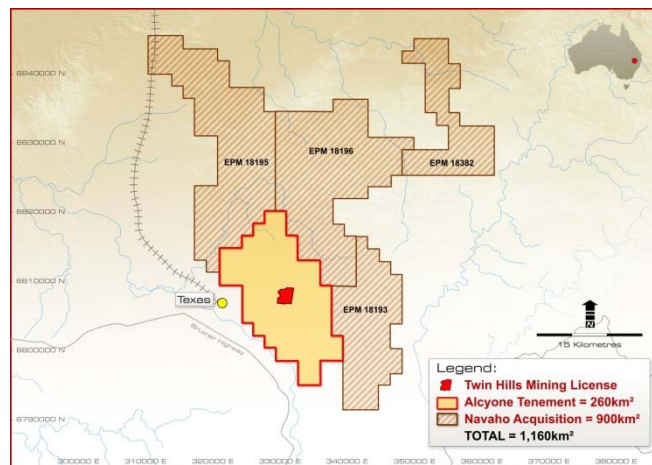 6840000 N
6830000 N
6820000 N
6810000 N
6800000 N
6790000 N
EPM 18195
EPM 18196
EPM 18382
EPM 18193
Texas
Bruxner Highway
N
15 Kilometres
Legend:
Twin Hills Mining License
Alcyone Tenement = 260km²
Navaho Acquisition = 900km²
TOTAL = 1,160km²
300000 E
310000 E
320000 E
330000 E
340000 E
350000 E
360000 E
370000 E
380000 E